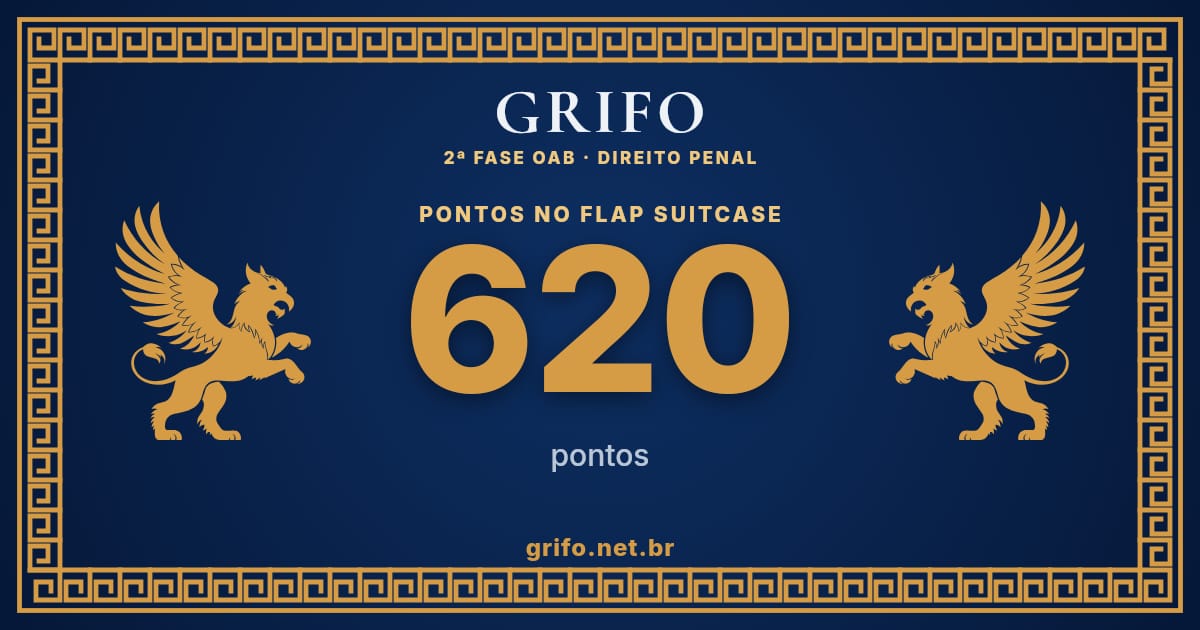 GRIFO
2ª FASE OAB · DIREITO PENAL
PONTOS NO FLAP SUITCASE
620
pontos
grifo.net.br